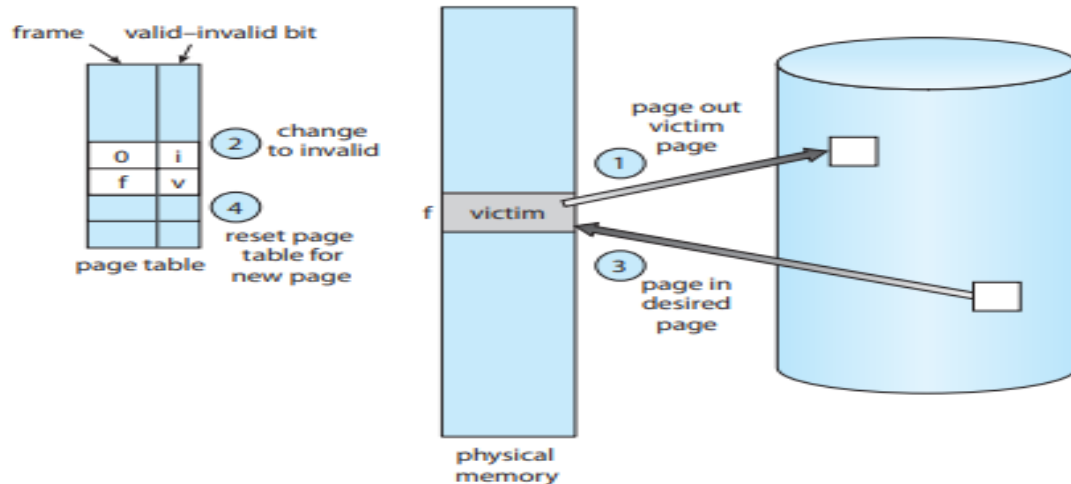 frame valid–invalid bit
0 i
f v
2 change
to invalid
4
reset page
table for
new page
page table
f victim
physical
memory
page out
victim
page
1
3
page in
desired
page